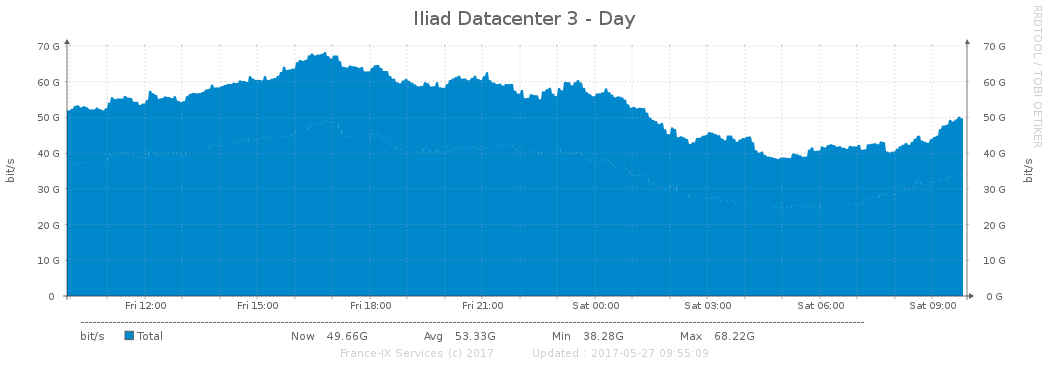 Iliad Datacenter 3 - Day
RRDTOOL / TOBI OETIKER
70 G 70 G
60 G 60 G
50 G 50 G
40 G 40 G
30 G 30 G
20 G 20 G
10 G 10 G
0 0 G
bit/s bit/s
Fri 12:00 Fri 15:00 Fri 18:00 Fri 21:00 Sat 00:00 Sat 03:00 Sat 06:00 Sat 09:00
bit/s Total Now 49.66G Avg 53.33G Min 38.28G Max 68.22G
France-IX Services (c) 2017 Updated : 2017-05-27 09:55:09